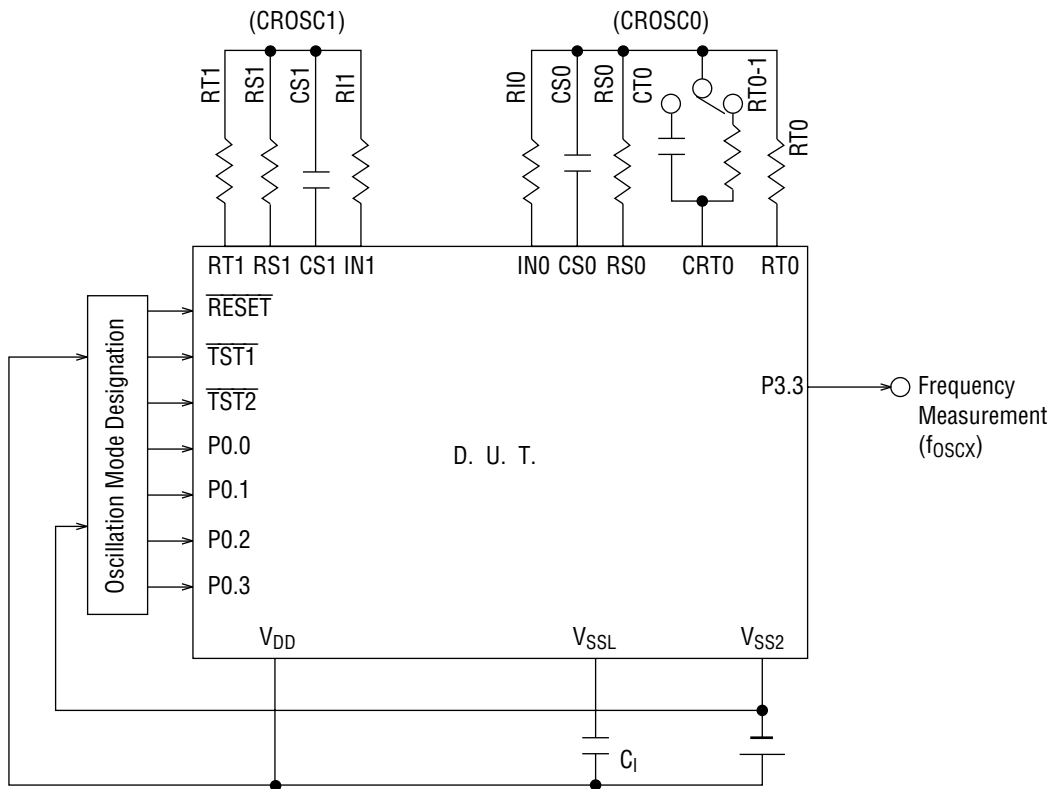 (CROSC1)
(CROSC0)
RT1
RS1
CS1
RI1
RI0
CS0
RS0
CT0
RT0-1
RT0
RT1 RS1 CS1 IN1
IN0 CS0 RS0 CRT0 RT0
Oscillation Mode Designation
RESET
TST1
TST2
P0.0
P0.1
P0.2
P0.3
D. U. T.
P3.3
Frequency
Measurement
(fOSCX)
VDD
VSSL
VSS2
Cl